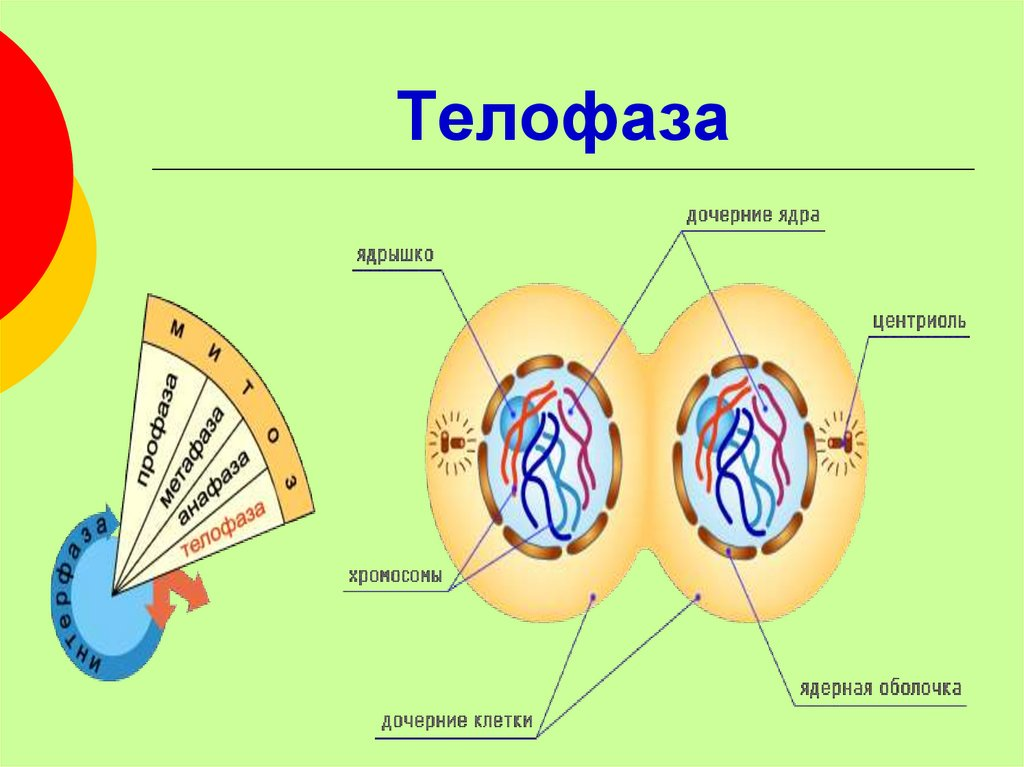 Телофаза
дочерние ядра
ядрышко
центриоль
МИТОЗ
профаза
метафаза
анафаза
телофаза
интерфаза
хромосомы
ядерная оболочка
дочерние клетки